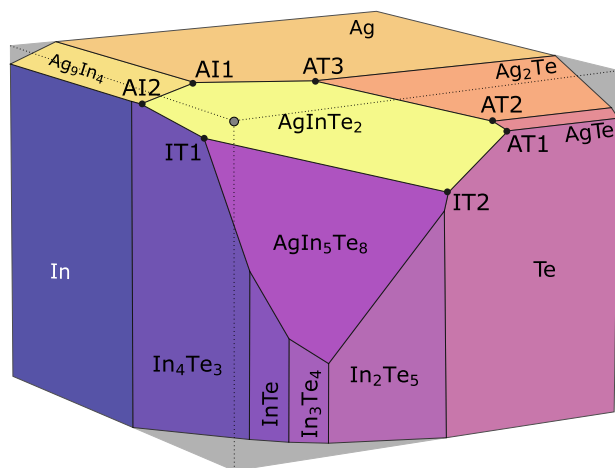 Ag
Ag₉In₄
AI1
AT3
Ag₂Te
AI2
AT2
AgInTe₂
AgTe
IT1
AT1
IT2
AgIn₅Te₈
In
Te
In₄Te₃
In₂Te₅
InTe
In₃Te₄